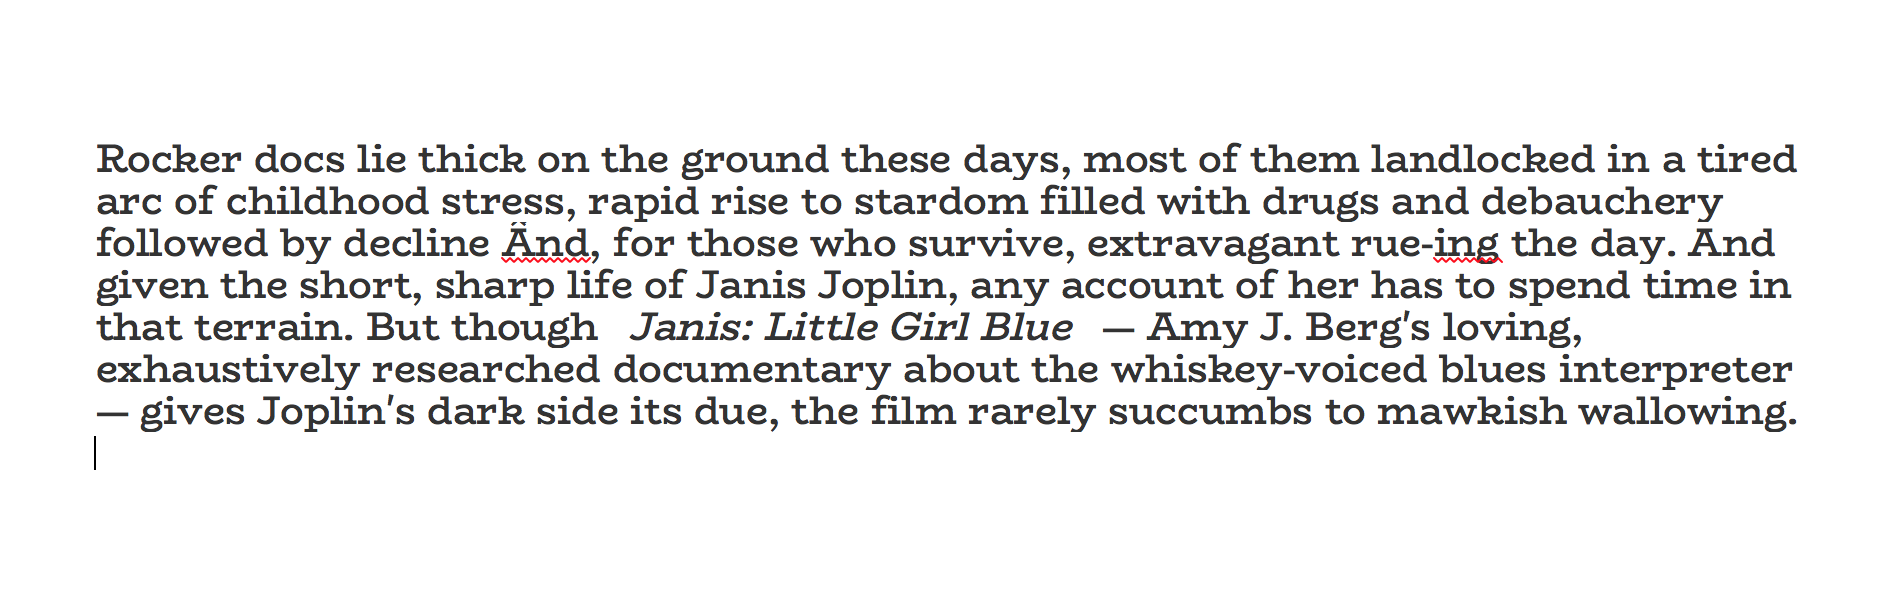 Rocker docs lie thick on the ground these days, most of them landlocked in a tired
arc of childhood stress, rapid rise to stardom filled with drugs and debauchery
followed by decline Ãnd, for those who survive, extravagant rue-ing the day. And
given the short, sharp life of Janis Joplin, any account of her has to spend time in
that terrain. But though Janis: Little Girl Blue — Amy J. Berg's loving,
exhaustively researched documentary about the whiskey-voiced blues interpreter
— gives Joplin's dark side its due, the film rarely succumbs to mawkish wallowing.